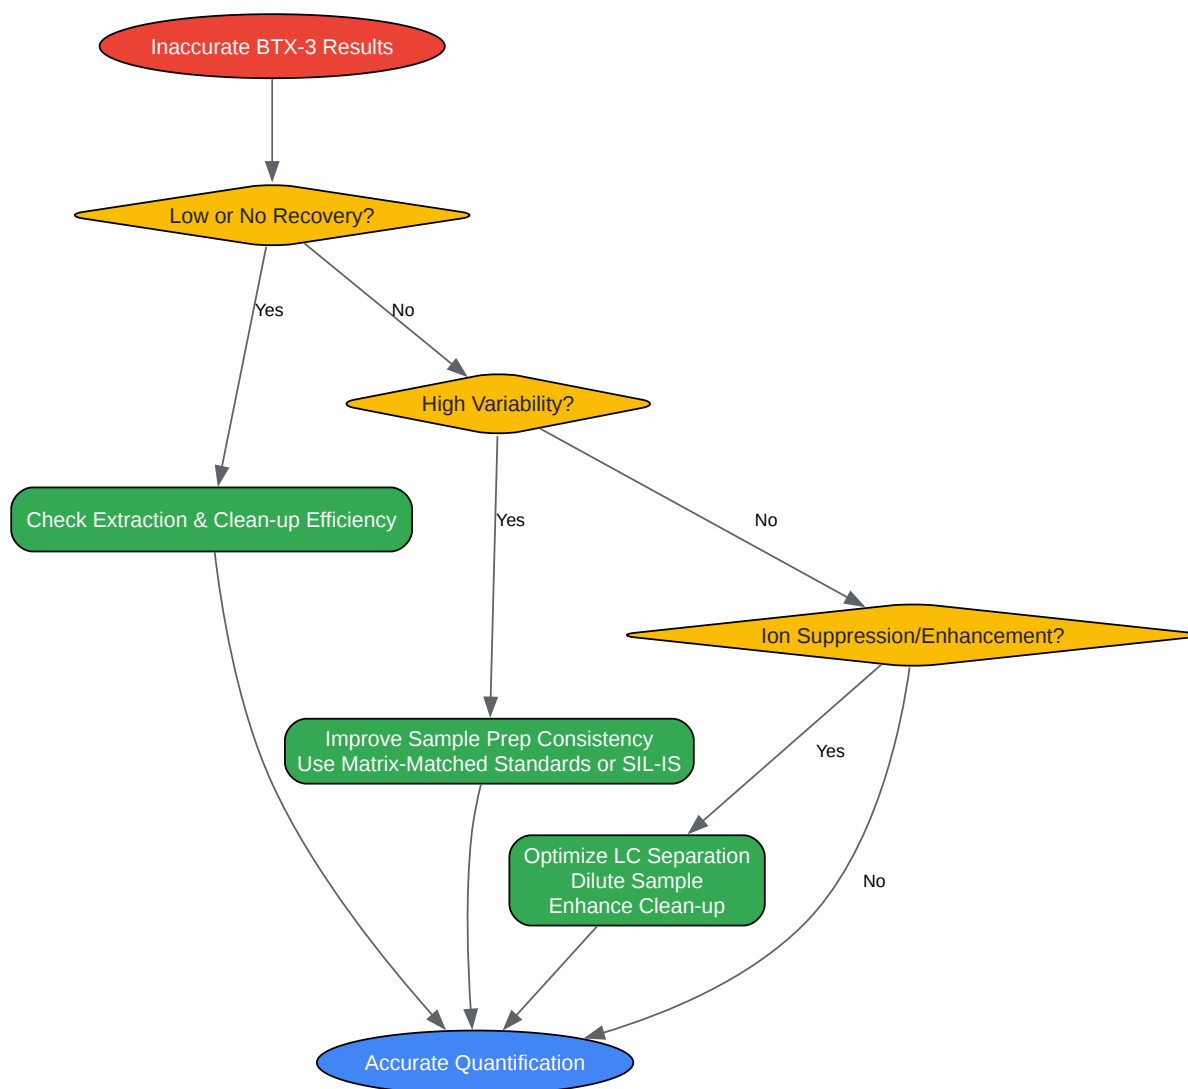 Inaccurate BTX-3 Results
Low or No Recovery?
Yes
No
High Variability?
Check Extraction & Clean-up Efficiency
Yes
No
Ion Suppression/Enhancement?
Improve Sample Prep Consistency
Use Matrix-Matched Standards or SIL-IS
Yes
Optimize LC Separation
Dilute Sample
Enhance Clean-up
No
Accurate Quantification